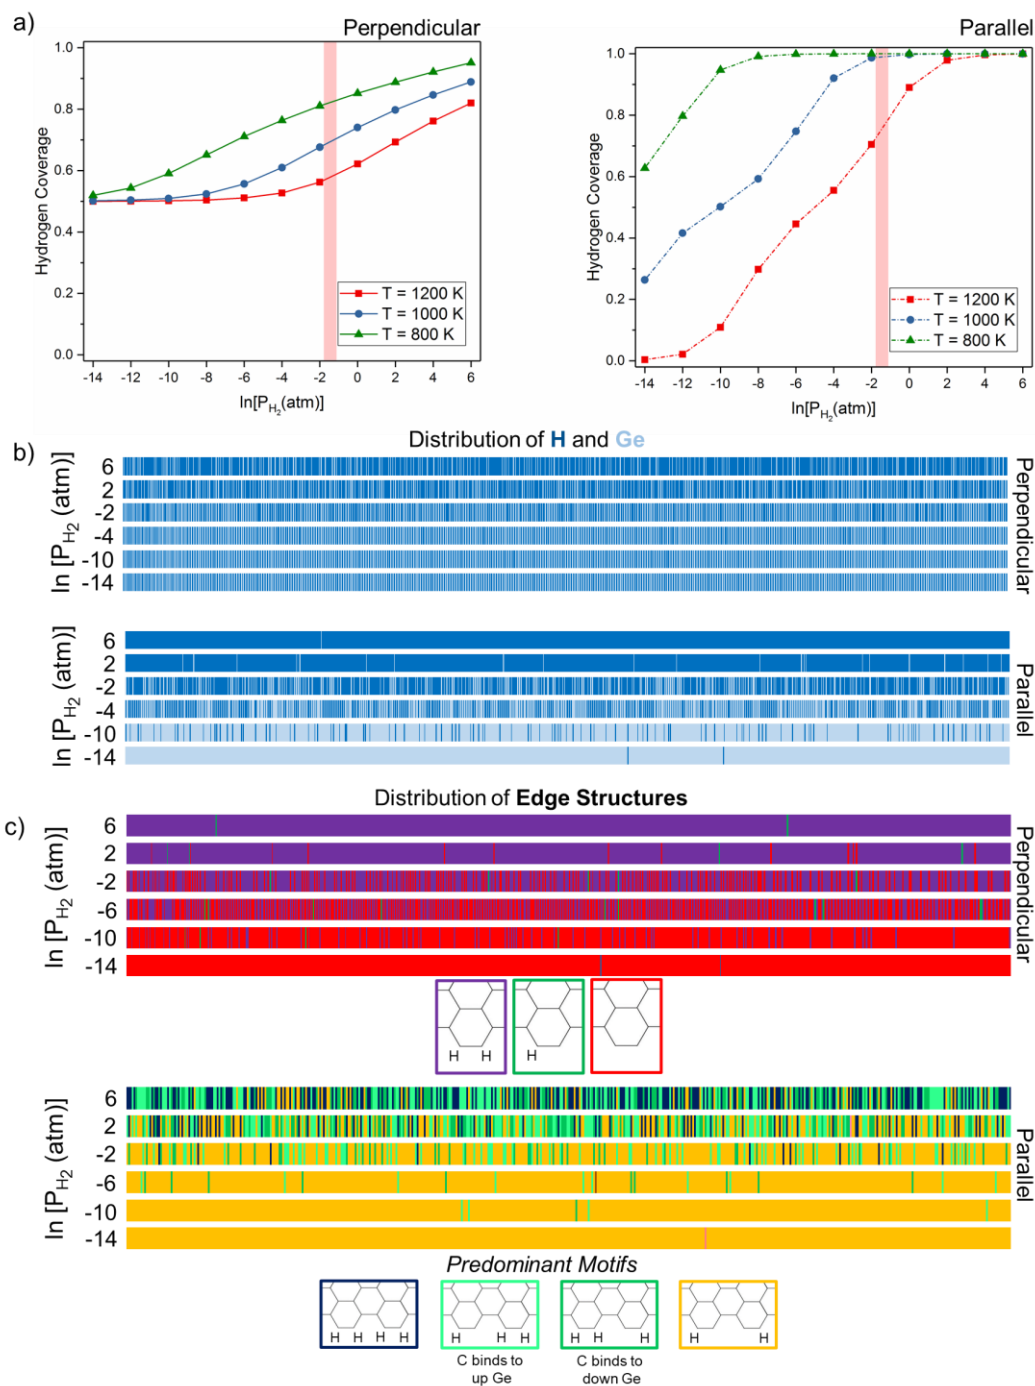 a)
Perpendicular
Parallel
1.0
0.8
0.6
0.4
0.2
0.0
Hydrogen Coverage
T = 1200 K
T = 1000 K
T = 800 K
-14 -12 -10 -8 -6 -4 -2 0 2 4 6
ln[P_H2(atm)]
1.0
0.8
0.6
0.4
0.2
0.0
Hydrogen Coverage
T = 1200 K
T = 1000 K
T = 800 K
-14 -12 -10 -8 -6 -4 -2 0 2 4 6
ln[P_H2(atm)]
b)
Distribution of H and Ge
ln [P_H2 (atm)]
6
2
-2
-4
-10
-14
Perpendicular
ln [P_H2 (atm)]
6
2
-2
-4
-10
-14
Parallel
c)
Distribution of Edge Structures
ln [P_H2 (atm)]
6
2
-2
-6
-10
-14
Perpendicular
H H
H
ln [P_H2 (atm)]
6
2
-2
-6
-10
-14
Parallel
Predominant Motifs
H H H H
H H H
H H H
H H
C binds to
up Ge
C binds to
down Ge